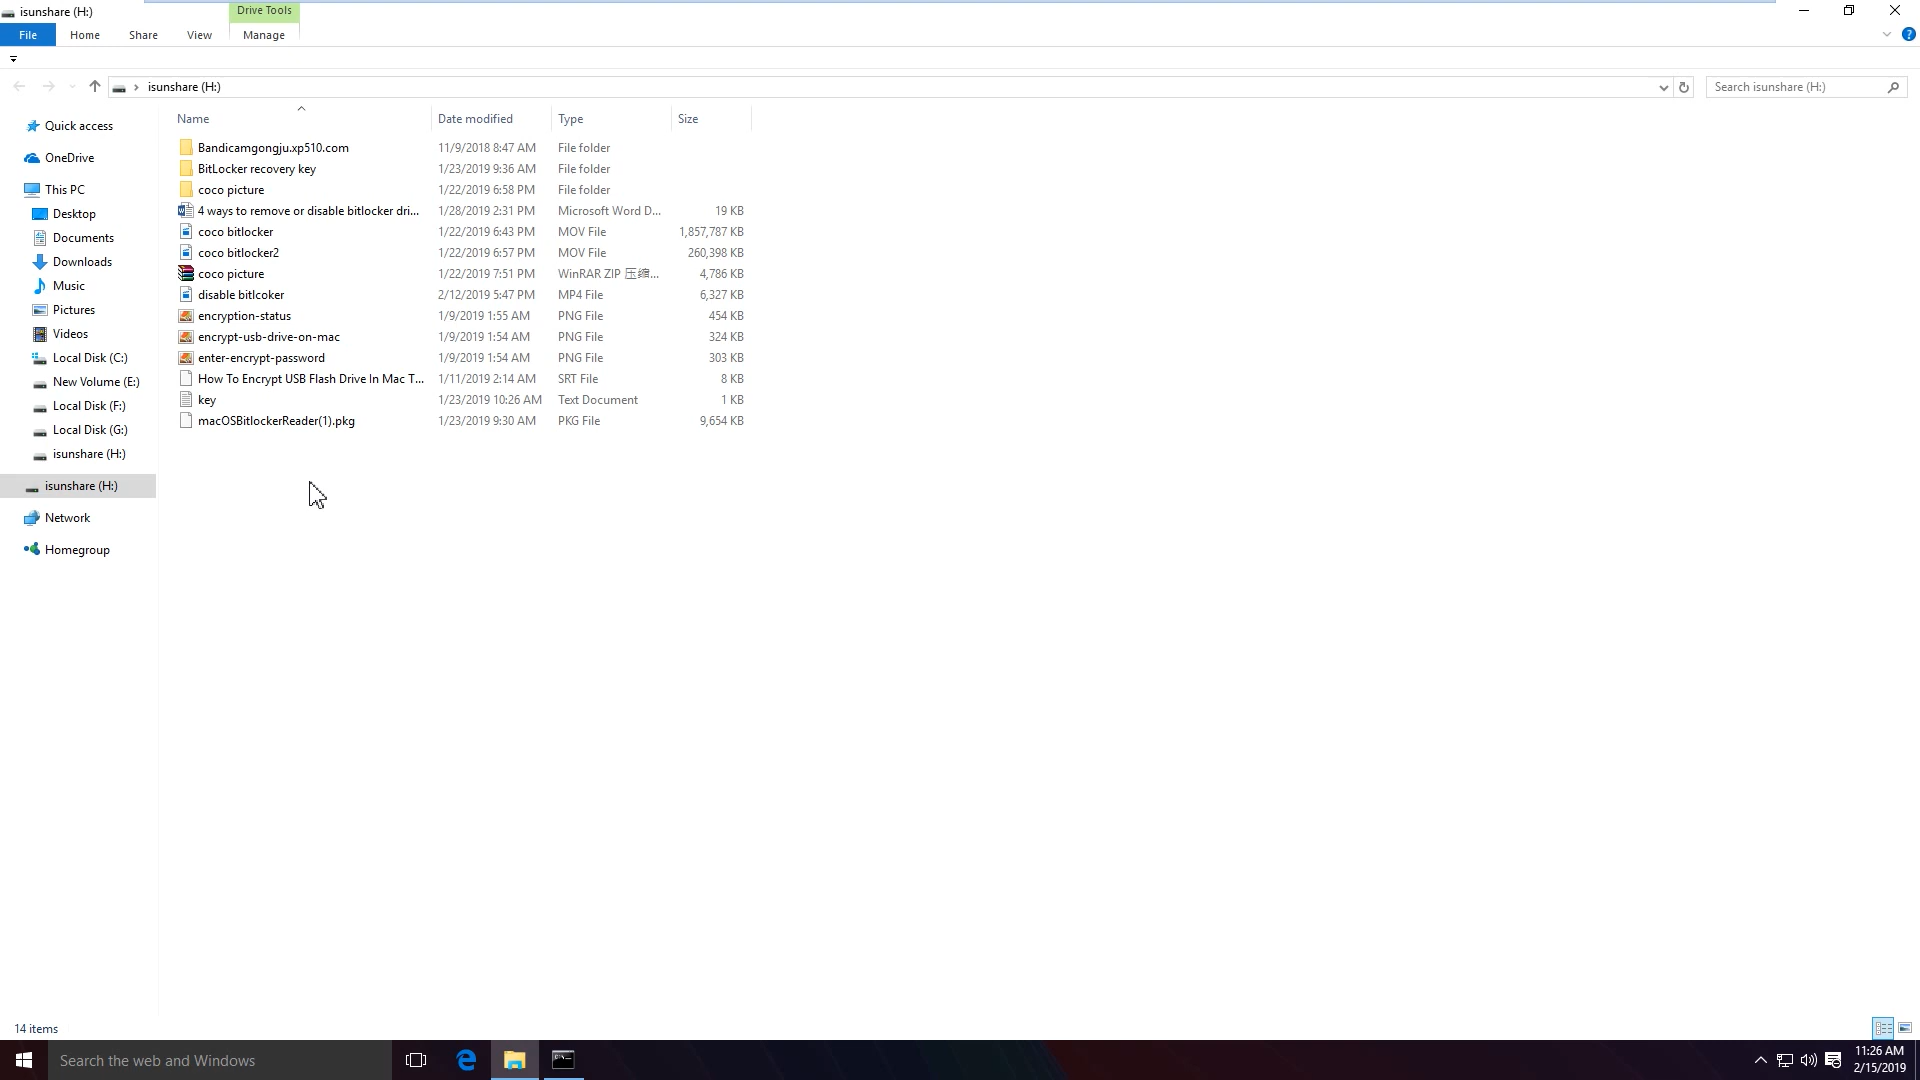 isunshare (H:)
Drive Tools
File
Home
Share
View
Manage
isunshare (H:)
Search isunshare (H:)
Name
Date modified
Type
Size
Quick access
OneDrive
This PC
Desktop
Documents
Downloads
Music
Pictures
Videos
Local Disk (C:)
New Volume (E:)
Local Disk (F:)
Local Disk (G:)
isunshare (H:)
isunshare (H:)
Network
Homegroup
Bandicamgongju.xp510.com 11/9/2018 8:47 AM File folder
BitLocker recovery key 1/23/2019 9:36 AM File folder
coco picture 1/22/2019 6:58 PM File folder
4 ways to remove or disable bitlocker dri... 1/28/2019 2:31 PM Microsoft Word D... 19 KB
coco bitlocker 1/22/2019 6:43 PM MOV File 1,857,787 KB
coco bitlocker2 1/22/2019 6:57 PM MOV File 260,398 KB
coco picture 1/22/2019 7:51 PM WinRAR ZIP 压缩... 4,786 KB
disable bitlcoker 2/12/2019 5:47 PM MP4 File 6,327 KB
encryption-status 1/9/2019 1:55 AM PNG File 454 KB
encrypt-usb-drive-on-mac 1/9/2019 1:54 AM PNG File 324 KB
enter-encrypt-password 1/9/2019 1:54 AM PNG File 303 KB
How To Encrypt USB Flash Drive In Mac T... 1/11/2019 2:14 AM SRT File 8 KB
key 1/23/2019 10:26 AM Text Document 1 KB
macOSBitlockerReader(1).pkg 1/23/2019 9:30 AM PKG File 9,654 KB
14 items
Search the web and Windows
11:26 AM
2/15/2019